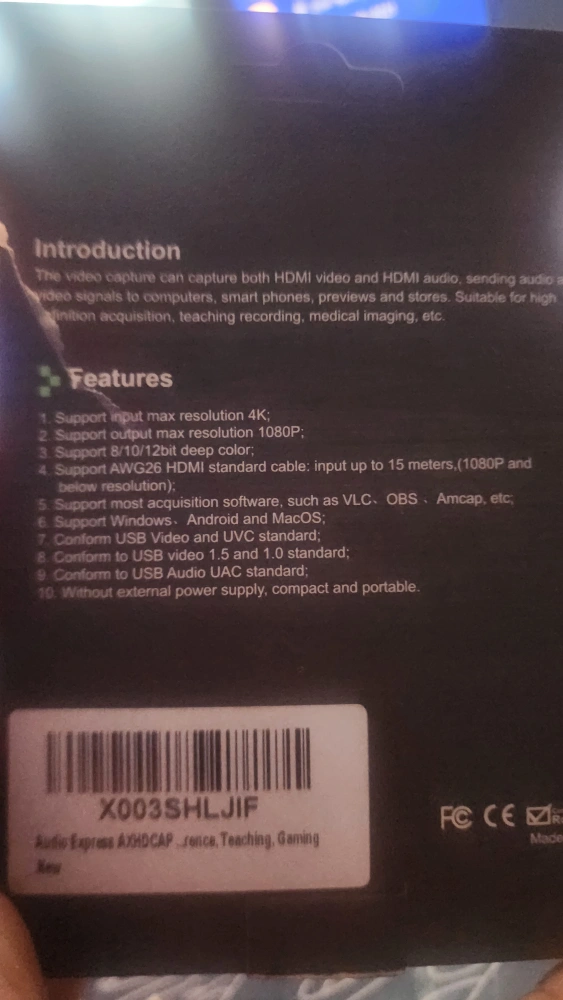 Introduction
The video capture can capture both HDMI video and HDMI audio, sending audio
video signals to computers, smart phones, previews and stores. Suitable for high
acquisition, teaching recording, medical imaging, etc.
Features
1. Support input max resolution 4K;
2. Support output max resolution 1080P;
3. Support 8/10/12bit deep color;
4. Support AWG26 HDMI standard cable: input up to 15 meters,(1080P and
below resolution);
5. Support most acquisition software, such as VLC、OBS 、Amcap, etc;
6. Support Windows、Android and MacOS;
7. Conform USB Video and UVC standard;
8. Conform to USB video 1.5 and 1.0 standard;
9. Conform to USB Audio UAC standard;
10. Without external power supply, compact and portable.
X003SHLJIF
Audio Express AXHDCAP ...rence, Teaching, Gaming
New
FC CE
Made